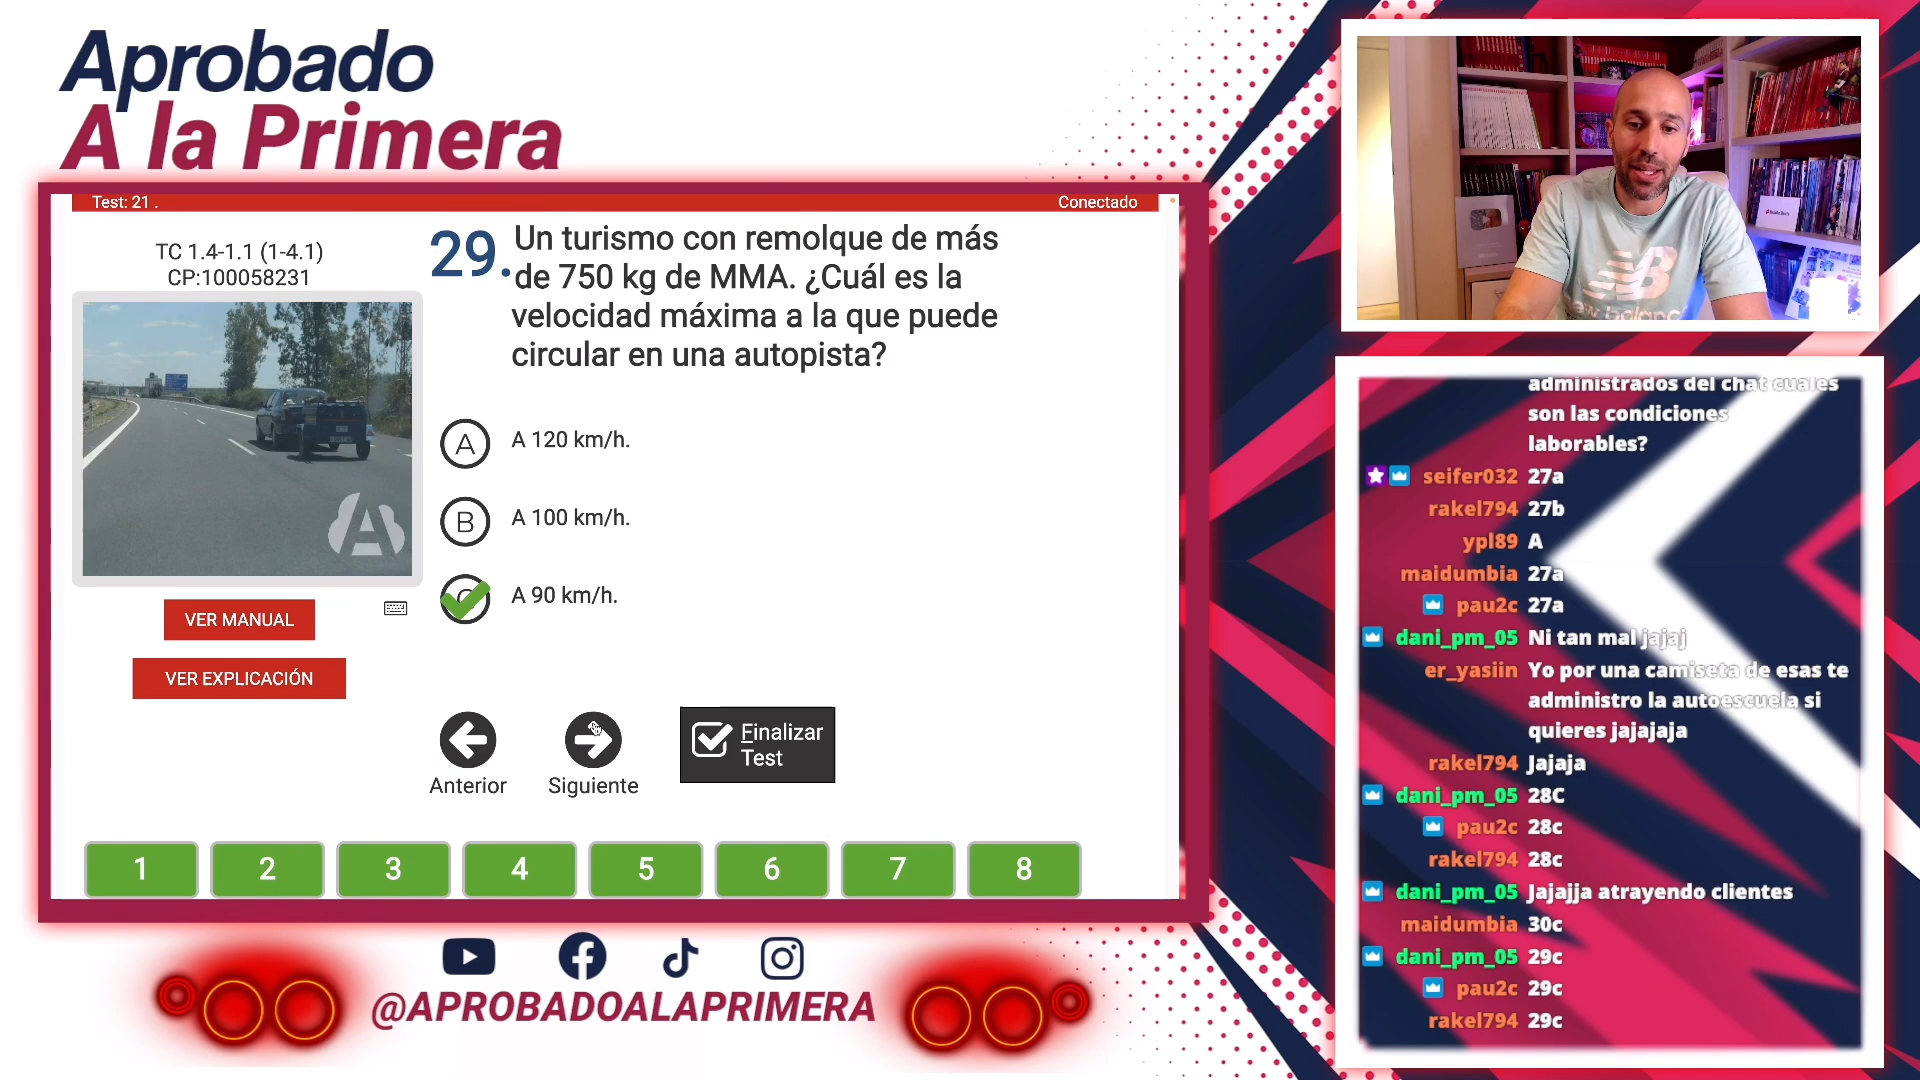 Aprobado
A la Primera
Test: 21 .
Conectado
TC 1.4-1.1 (1-4.1)
CP:100058231
29.
Un turismo con remolque de más
de 750 kg de MMA. ¿Cuál es la
velocidad máxima a la que puede
circular en una autopista?
A
A 120 km/h.
B
A 100 km/h.
A 90 km/h.
VER MANUAL
VER EXPLICACIÓN
Anterior
Siguiente
Finalizar
Test
1
2
3
4
5
6
7
8
@APROBADOALAPRIMERA
administrados del chat cuales
son las condiciones
laborables?
seifer032 27a
rakel794 27b
ypl89 A
maidumbia 27a
pau2c 27a
dani_pm_05 Ni tan mal jajaj
er_yasiin Yo por una camiseta de esas te
administro la autoescuela si
quieres jajajaja
rakel794 Jajaja
dani_pm_05 28C
pau2c 28c
rakel794 28c
dani_pm_05 Jajajja atrayendo clientes
maidumbia 30c
dani_pm_05 29c
pau2c 29c
rakel794 29c